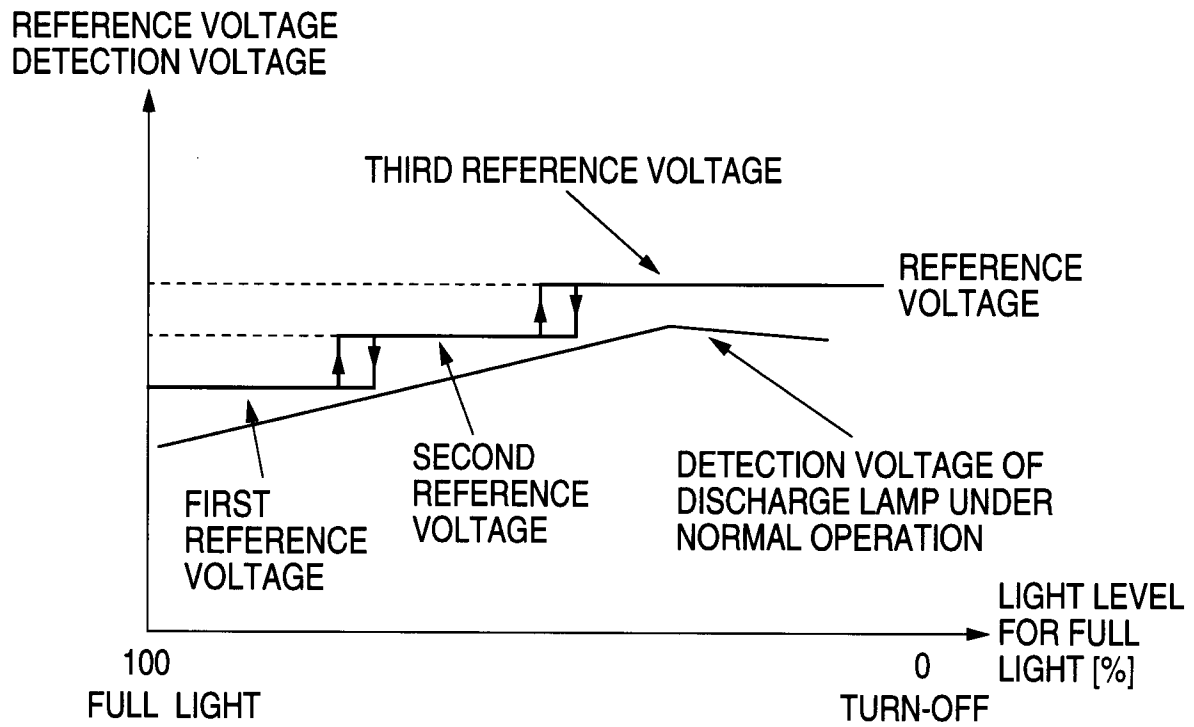 REFERENCE VOLTAGE
DETECTION VOLTAGE
THIRD REFERENCE VOLTAGE
REFERENCE
VOLTAGE
SECOND
REFERENCE
VOLTAGE
DETECTION VOLTAGE OF
DISCHARGE LAMP UNDER
NORMAL OPERATION
FIRST
REFERENCE
VOLTAGE
LIGHT LEVEL
FOR FULL
LIGHT [%]
100
FULL LIGHT
0
TURN-OFF